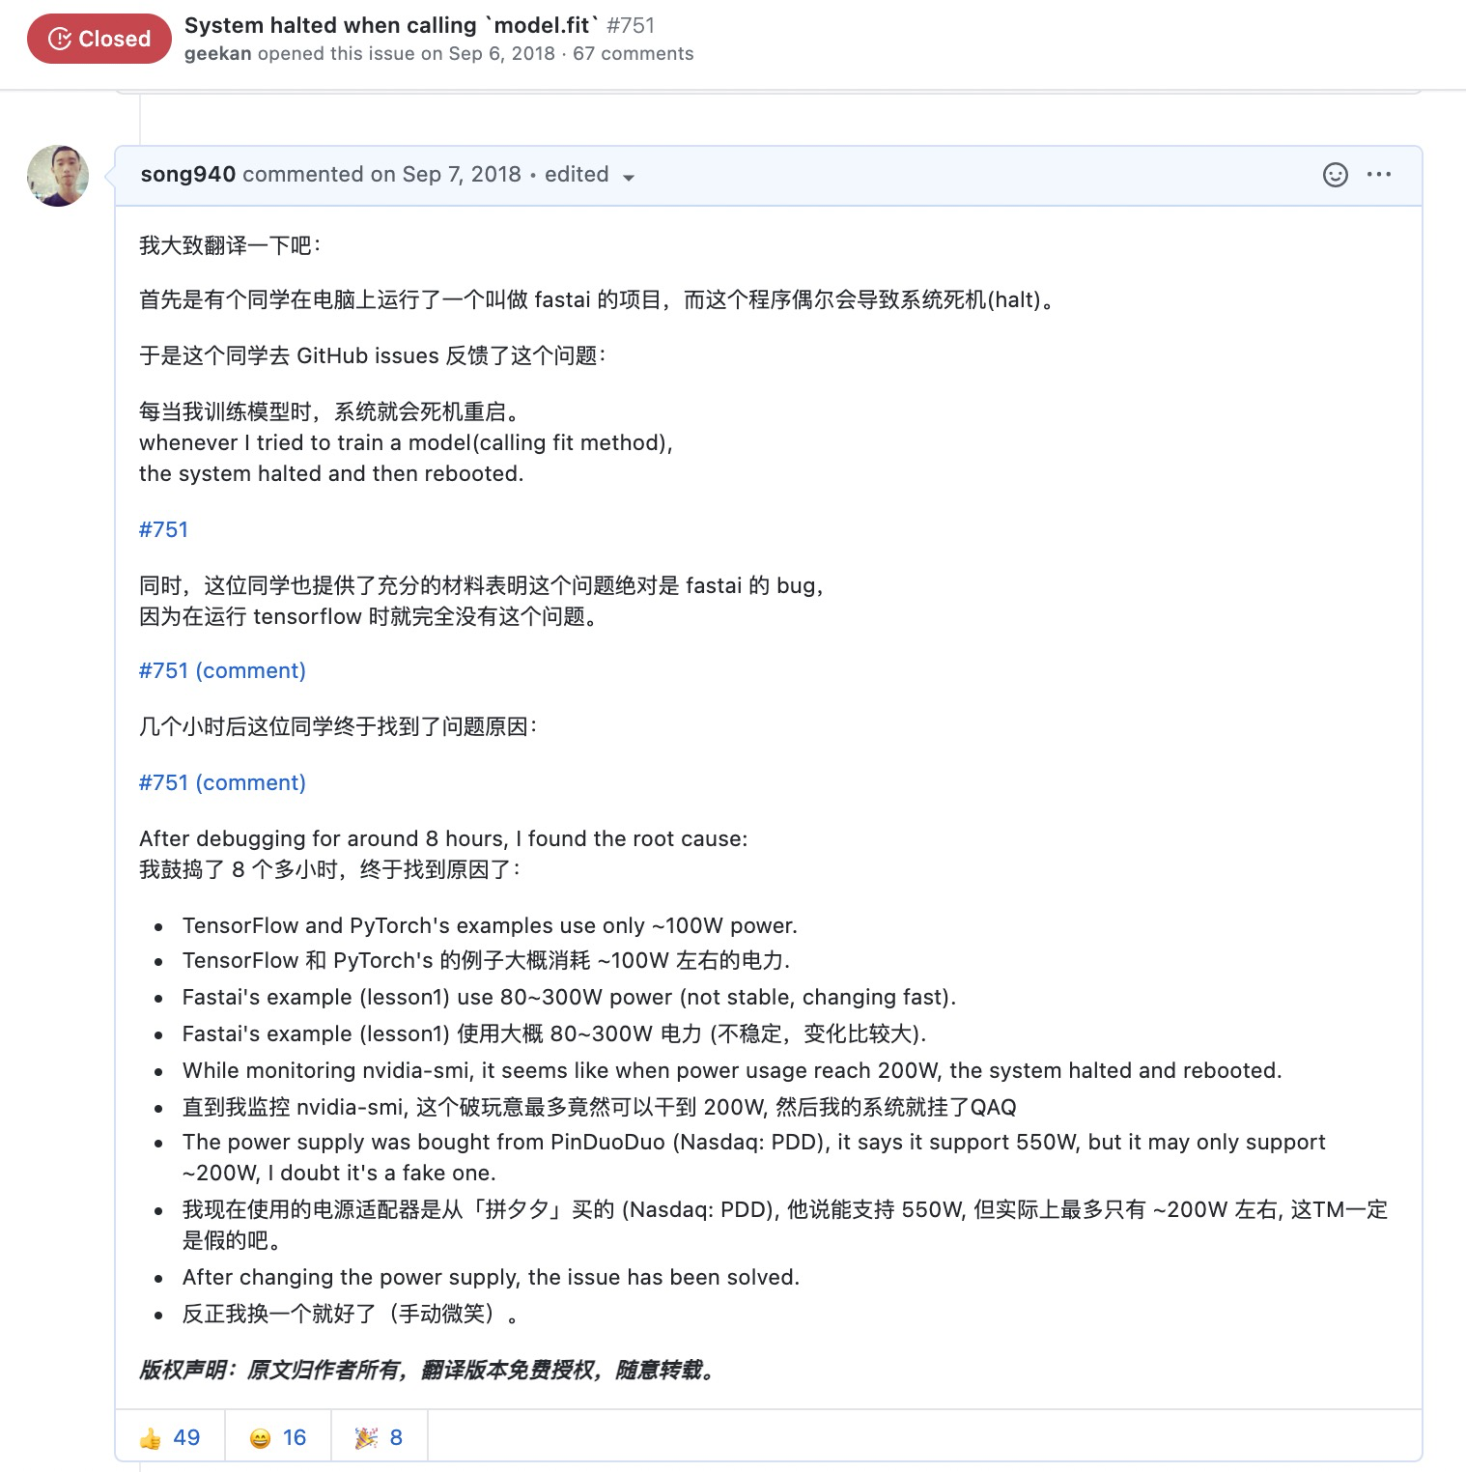 Closed
System halted when calling `model.fit` #751
geekan opened this issue on Sep 6, 2018 · 67 comments
song940 commented on Sep 7, 2018 • edited
我大致翻译一下吧：
首先是有个同学在电脑上运行了一个叫做 fastai 的项目，而这个程序偶尔会导致系统死机(halt)。
于是这个同学去 GitHub issues 反馈了这个问题：
每当我训练模型时，系统就会死机重启。
whenever I tried to train a model(calling fit method),
the system halted and then rebooted.
#751
同时，这位同学也提供了充分的材料表明这个问题绝对是 fastai 的 bug，
因为在运行 tensorflow 时就完全没有这个问题。
#751 (comment)
几个小时后这位同学终于找到了问题原因：
#751 (comment)
After debugging for around 8 hours, I found the root cause:
我鼓捣了 8 个多小时，终于找到原因了：
• TensorFlow and PyTorch's examples use only ~100W power.
• TensorFlow 和 PyTorch's 的例子大概消耗 ~100W 左右的电力.
• Fastai's example (lesson1) use 80~300W power (not stable, changing fast).
• Fastai's example (lesson1) 使用大概 80~300W 电力 (不稳定，变化比较大).
• While monitoring nvidia-smi, it seems like when power usage reach 200W, the system halted and rebooted.
• 直到我监控 nvidia-smi, 这个破玩意最多竟然可以干到 200W, 然后我的系统就挂了QAQ
• The power supply was bought from PinDuoDuo (Nasdaq: PDD), it says it support 550W, but it may only support
~200W, I doubt it's a fake one.
• 我现在使用的电源适配器是从「拼夕夕」买的 (Nasdaq: PDD), 他说能支持 550W, 但实际上最多只有 ~200W 左右, 这TM一定
是假的吧。
• After changing the power supply, the issue has been solved.
• 反正我换一个就好了（手动微笑）。
版权声明：原文归作者所有，翻译版本免费授权，随意转载。
👍 49 😄 16 🎉 8